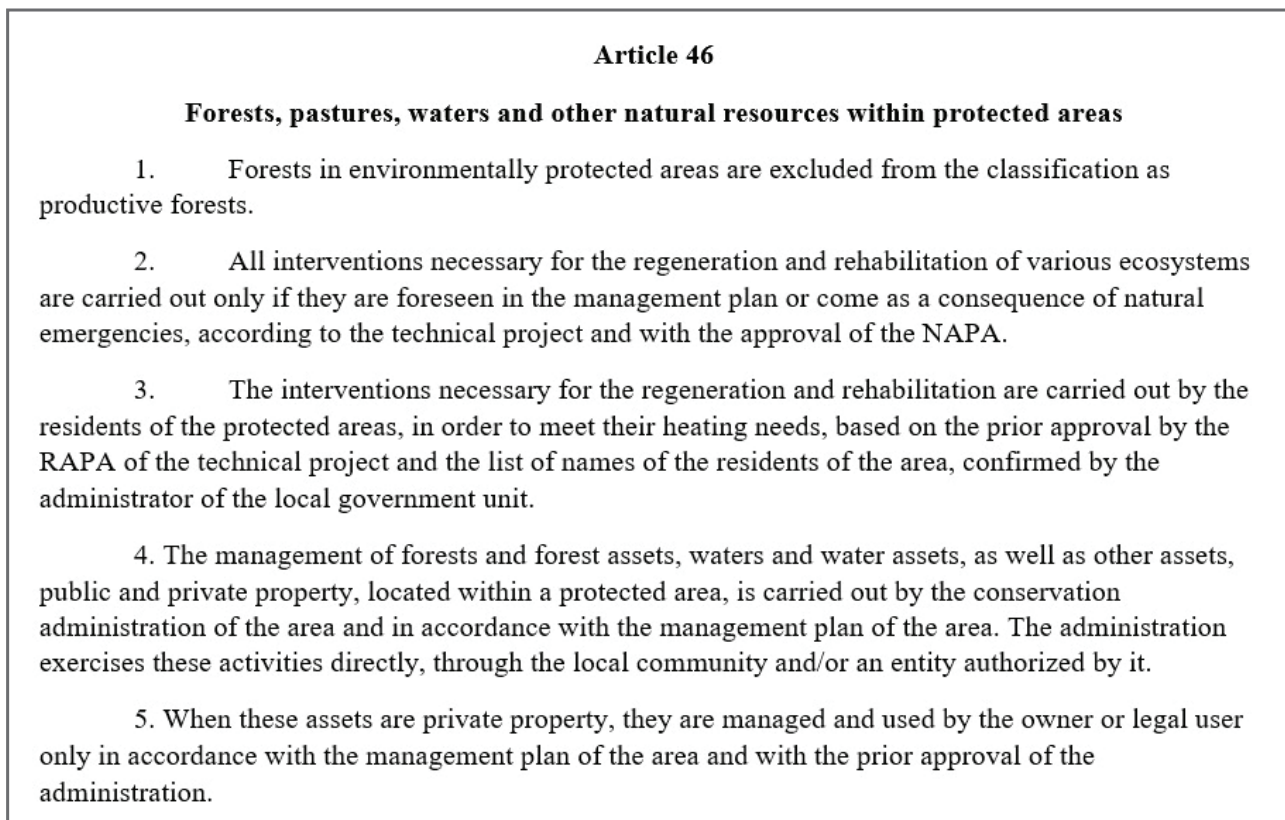 Article 46
Forests, pastures, waters and other natural resources within protected areas
1. Forests in environmentally protected areas are excluded from the classification as
productive forests.
2. All interventions necessary for the regeneration and rehabilitation of various ecosystems
are carried out only if they are foreseen in the management plan or come as a consequence of natural
emergencies, according to the technical project and with the approval of the NAPA.
3. The interventions necessary for the regeneration and rehabilitation are carried out by the
residents of the protected areas, in order to meet their heating needs, based on the prior approval by the
RAPA of the technical project and the list of names of the residents of the area, confirmed by the
administrator of the local government unit.
4. The management of forests and forest assets, waters and water assets, as well as other assets,
public and private property, located within a protected area, is carried out by the conservation
administration of the area and in accordance with the management plan of the area. The administration
exercises these activities directly, through the local community and/or an entity authorized by it.
5. When these assets are private property, they are managed and used by the owner or legal user
only in accordance with the management plan of the area and with the prior approval of the
administration.